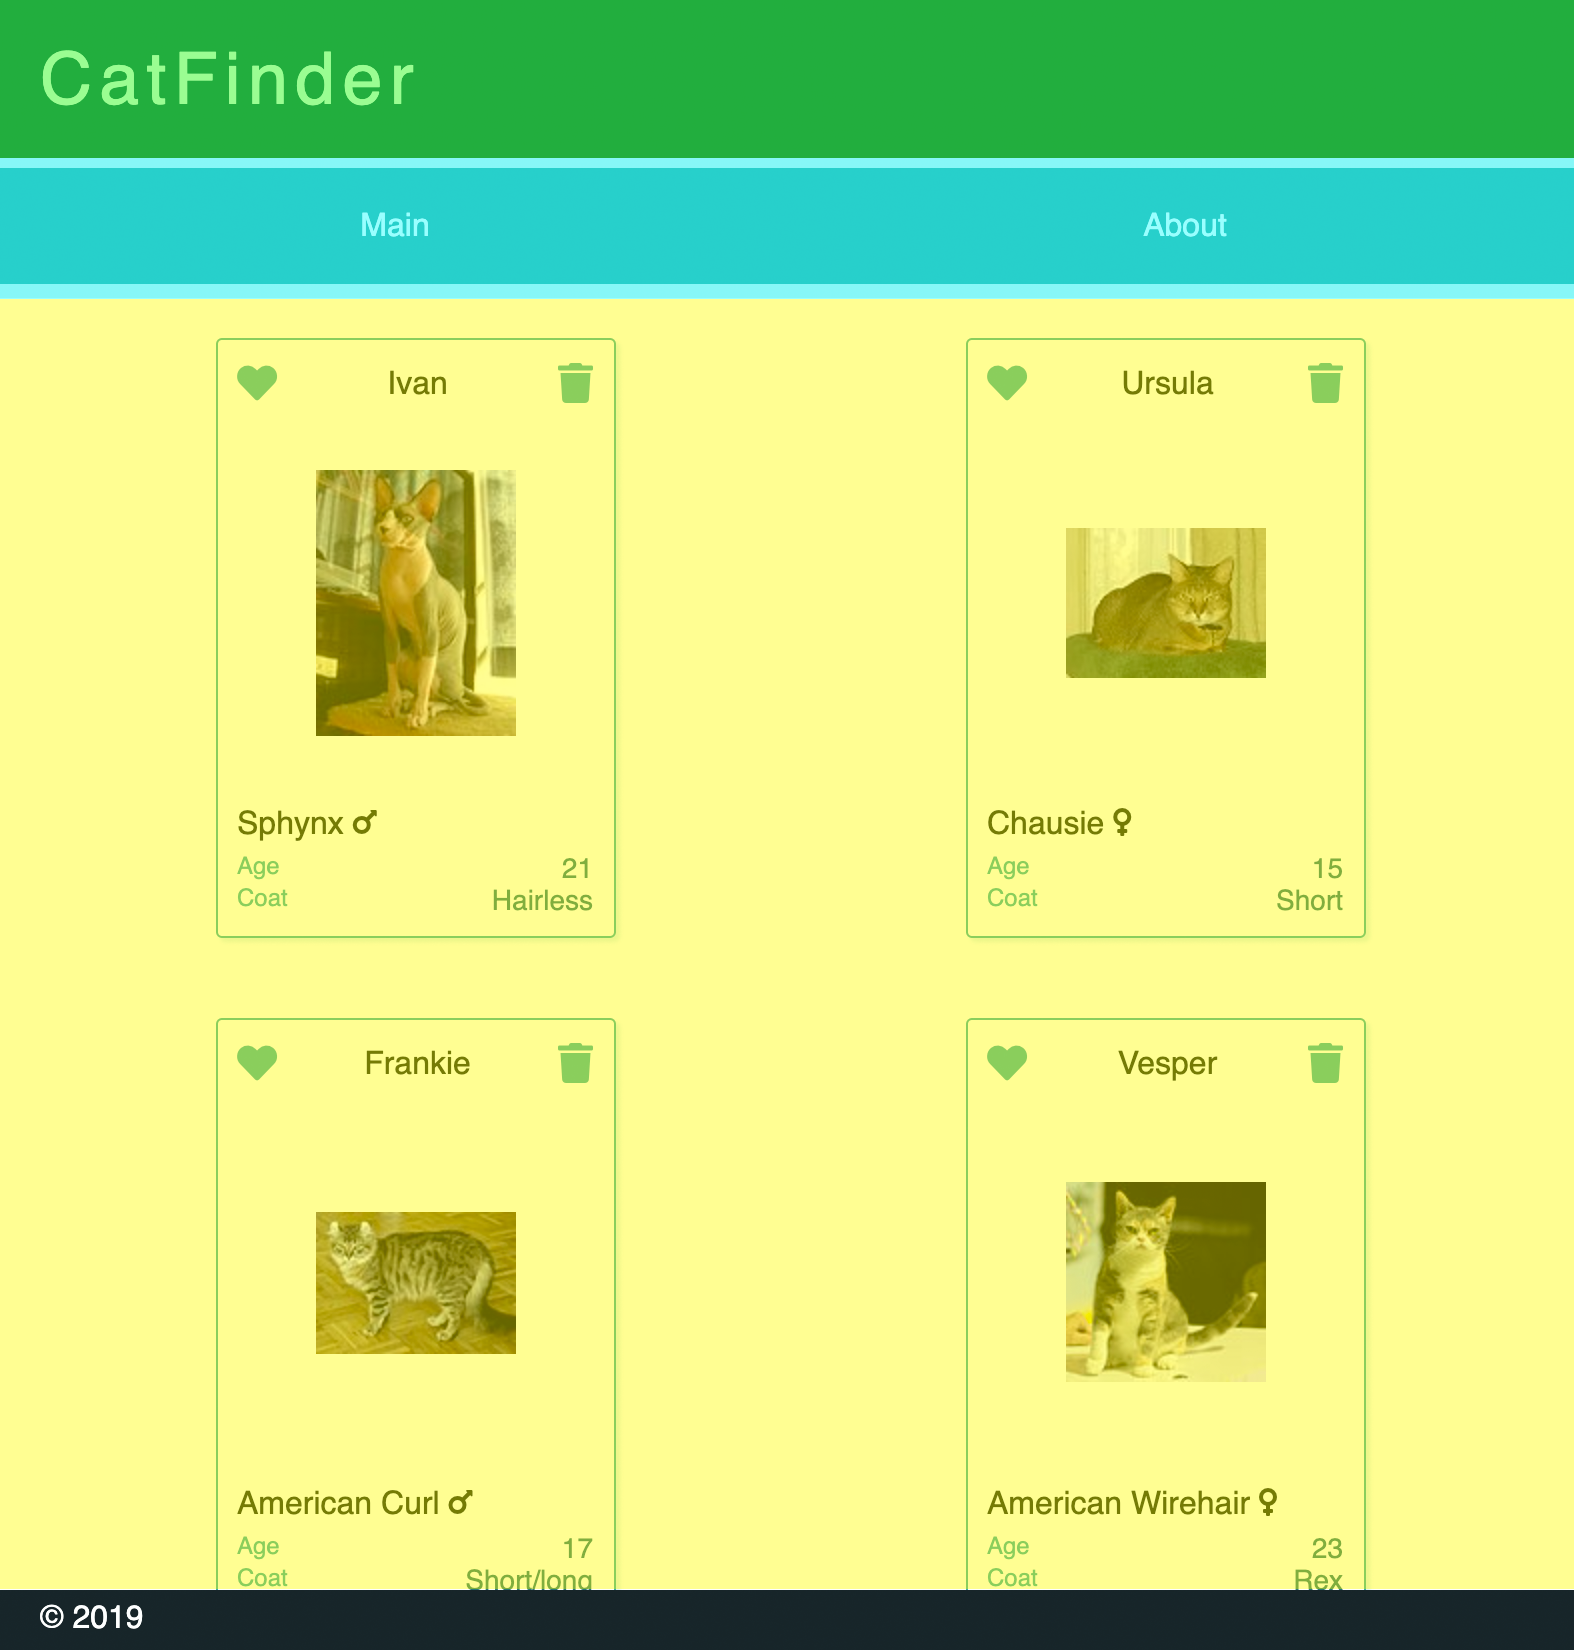 CatFinder
Main About
Ivan
Sphynx ♂
Age 21
Coat Hairless
Ursula
Chausie ♀
Age 15
Coat Short
Frankie
American Curl ♂
Age 17
Coat Short/long
Vesper
American Wirehair ♀
Age 23
Coat Rex
© 2019